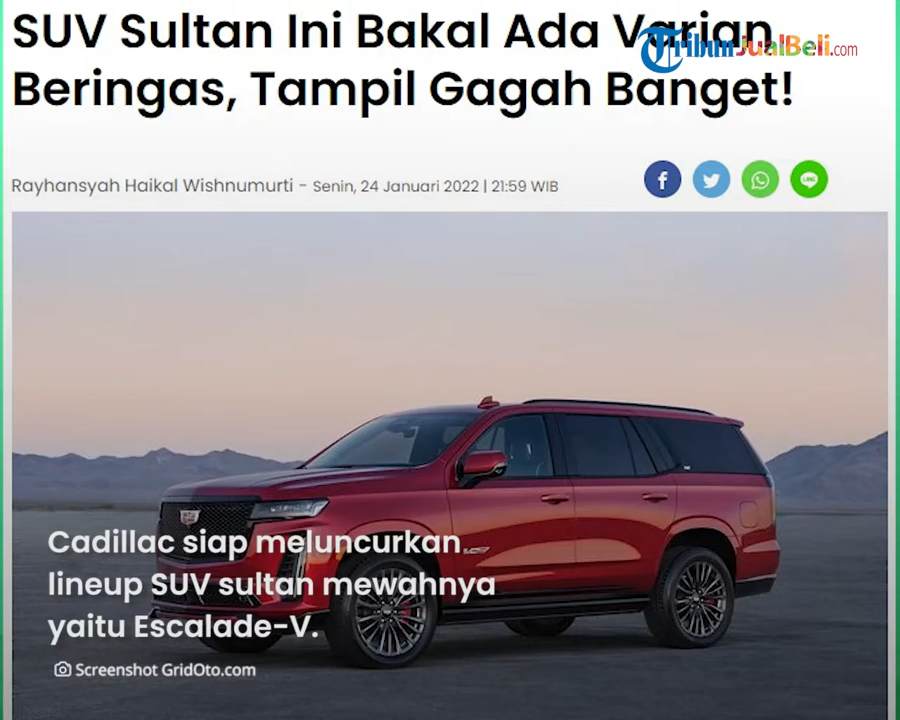 SUV Sultan Ini Bakal Ada Varian
TribunJualBeli.com
Beringas, Tampil Gagah Banget!
Rayhansyah Haikal Wishnumurti - Senin, 24 Januari 2022 | 21:59 WIB
Cadillac siap meluncurkan
lineup SUV sultan mewahnya
yaitu Escalade-V.
Screenshot GridOto.com